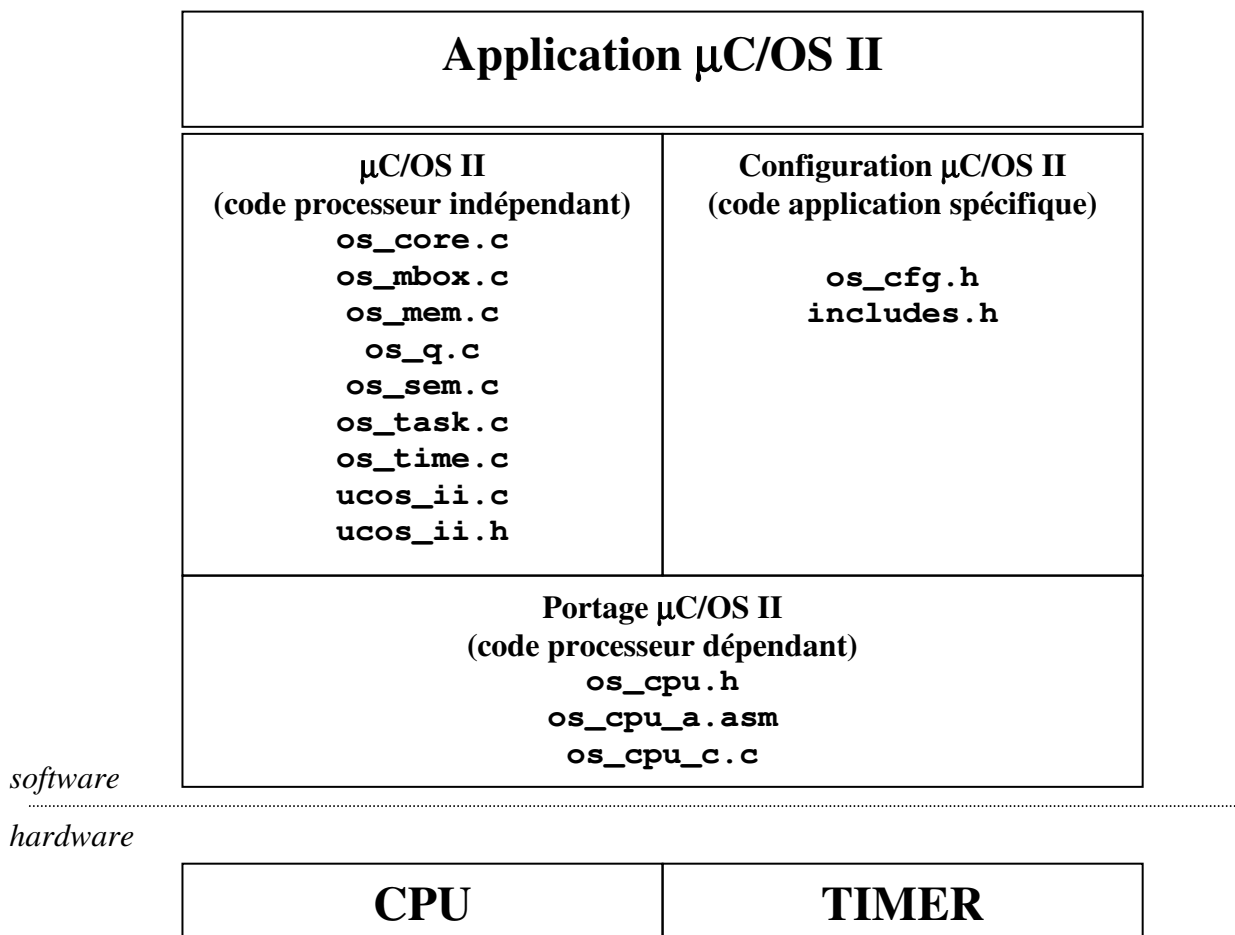 Application µC/OS II
µC/OS II
(code processeur indépendant)
os_core.c
os_mbox.c
os_mem.c
os_q.c
os_sem.c
os_task.c
os_time.c
ucos_ii.c
ucos_ii.h
Configuration µC/OS II
(code application spécifique)
os_cfg.h
includes.h
Portage µC/OS II
(code processeur dépendant)
os_cpu.h
os_cpu_a.asm
os_cpu_c.c
software
hardware
CPU
TIMER